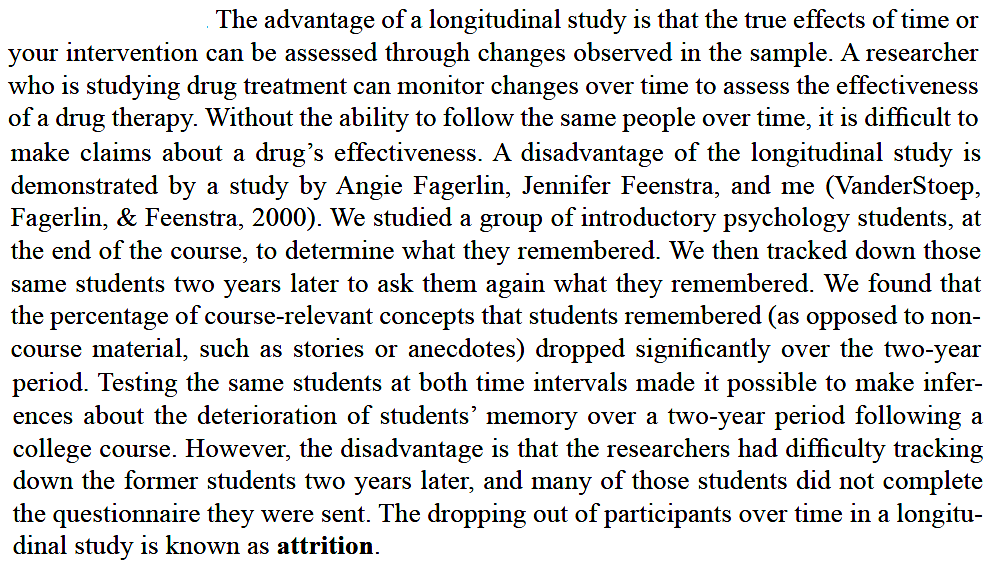 The advantage of a longitudinal study is that the true effects of time or
your intervention can be assessed through changes observed in the sample. A researcher
who is studying drug treatment can monitor changes over time to assess the effectiveness
of a drug therapy. Without the ability to follow the same people over time, it is difficult to
make claims about a drug’s effectiveness. A disadvantage of the longitudinal study is
demonstrated by a study by Angie Fagerlin, Jennifer Feenstra, and me (VanderStoep,
Fagerlin, & Feenstra, 2000). We studied a group of introductory psychology students, at
the end of the course, to determine what they remembered. We then tracked down those
same students two years later to ask them again what they remembered. We found that
the percentage of course-relevant concepts that students remembered (as opposed to non-
course material, such as stories or anecdotes) dropped significantly over the two-year
period. Testing the same students at both time intervals made it possible to make infer-
ences about the deterioration of students’ memory over a two-year period following a
college course. However, the disadvantage is that the researchers had difficulty tracking
down the former students two years later, and many of those students did not complete
the questionnaire they were sent. The dropping out of participants over time in a longitu-
dinal study is known as attrition.